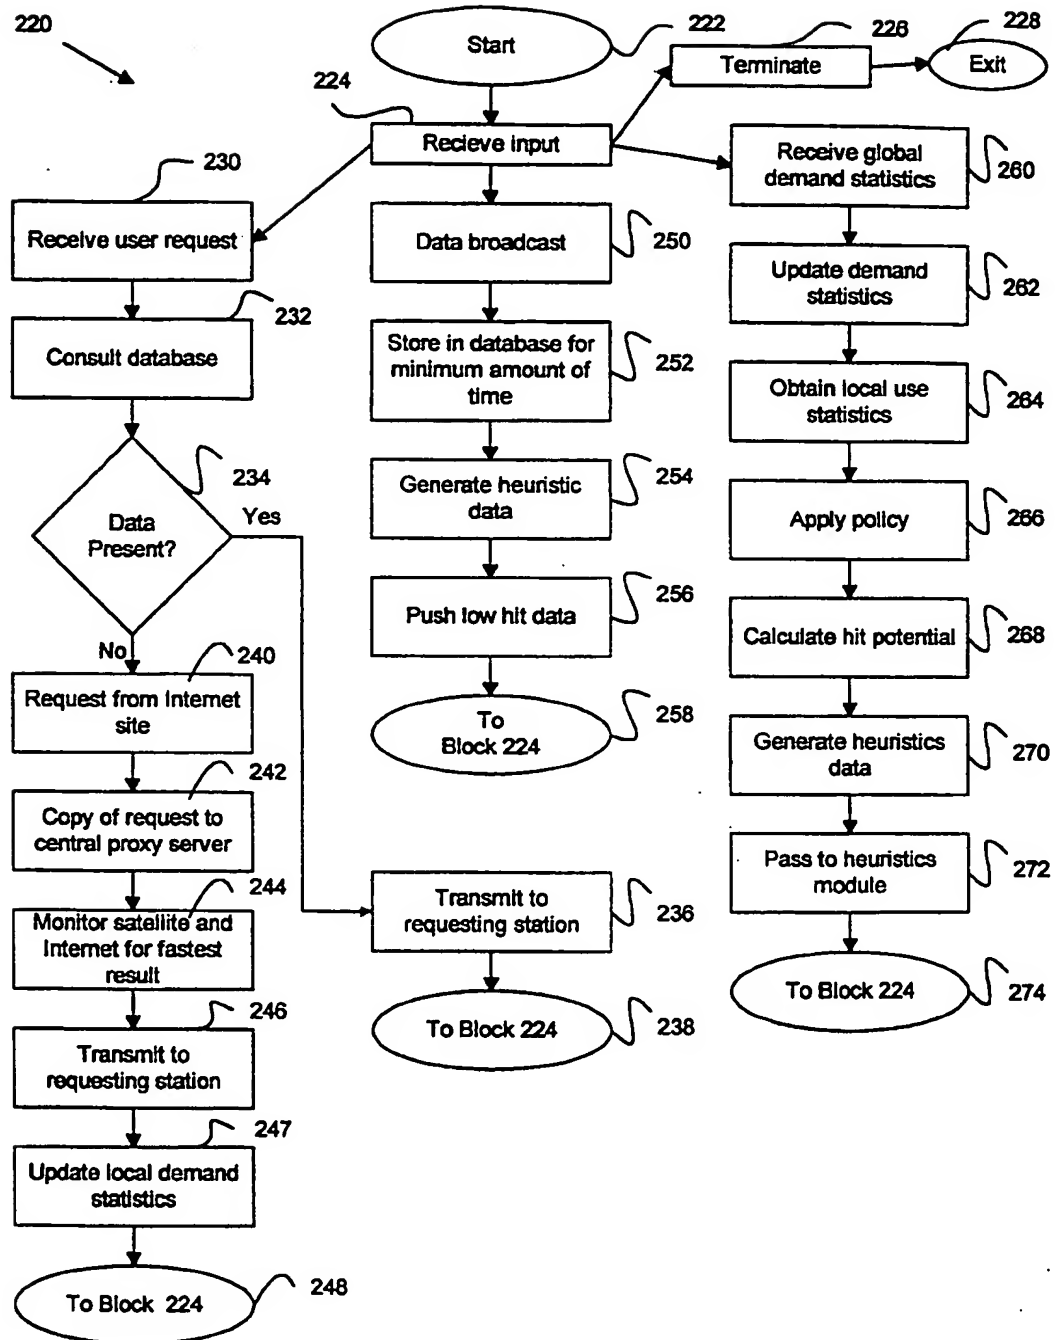 220
Start
222
226
228
Terminate
Exit
224
Recieve input
230
Receive user request
232
Consult database
234
Data
Present?
Yes
No
240
Request from Internet
site
242
Copy of request to
central proxy server
244
Monitor satellite and
Internet for fastest
result
246
Transmit to
requesting station
247
Update local demand
statistics
To Block 224
248
Data broadcast
250
Store in database for
minimum amount of
time
252
Generate heuristic
data
254
Push low hit data
256
To
Block 224
258
Transmit to
requesting station
236
To Block 224
238
Receive global
demand statistics
260
Update demand
statistics
262
Obtain local use
statistics
264
Apply policy
266
Calculate hit potential
268
Generate heuristics
data
270
Pass to heuristics
module
272
To Block 224
274